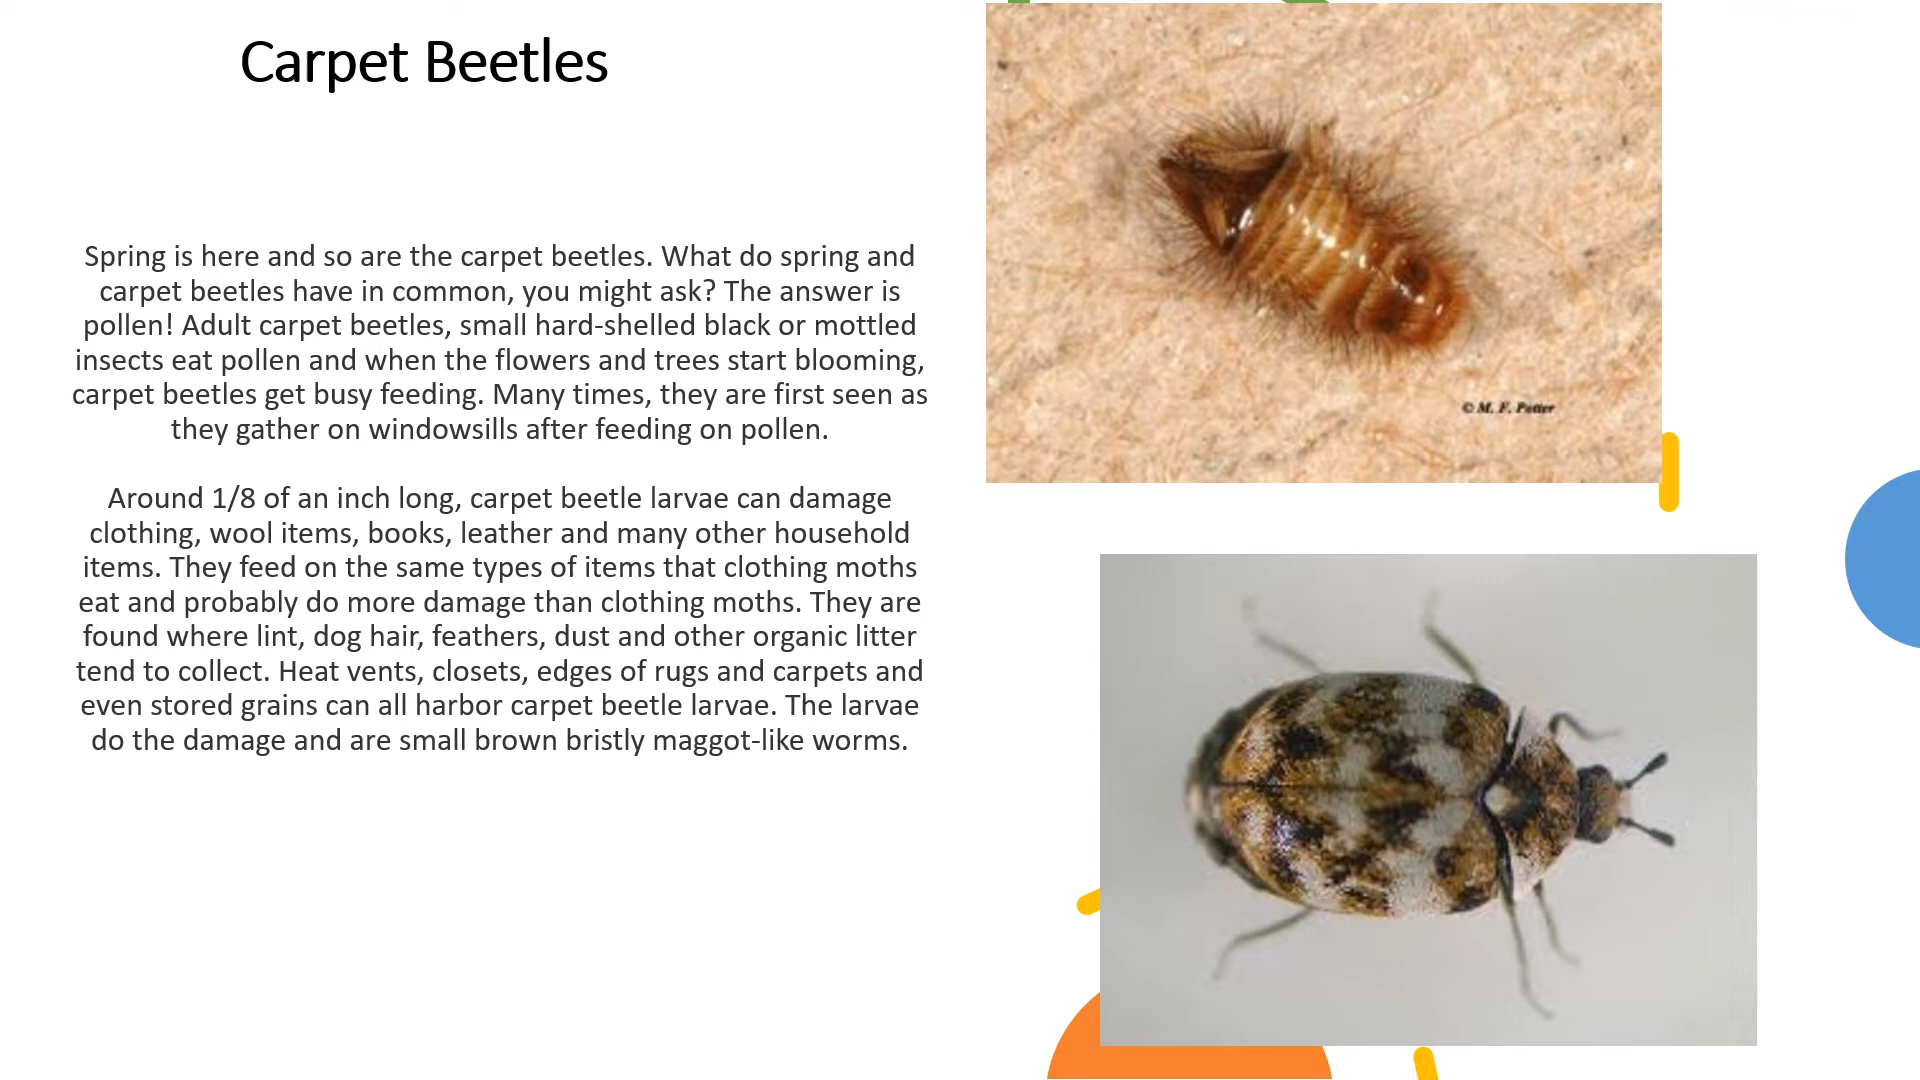 Carpet Beetles
Spring is here and so are the carpet beetles. What do spring and
carpet beetles have in common, you might ask? The answer is
pollen! Adult carpet beetles, small hard-shelled black or mottled
insects eat pollen and when the flowers and trees start blooming,
carpet beetles get busy feeding. Many times, they are first seen as
they gather on windowsills after feeding on pollen.
Around 1/8 of an inch long, carpet beetle larvae can damage
clothing, wool items, books, leather and many other household
items. They feed on the same types of items that clothing moths
eat and probably do more damage than clothing moths. They are
found where lint, dog hair, feathers, dust and other organic litter
tend to collect. Heat vents, closets, edges of rugs and carpets and
even stored grains can all harbor carpet beetle larvae. The larvae
do the damage and are small brown bristly maggot-like worms.
© M. F. Potter